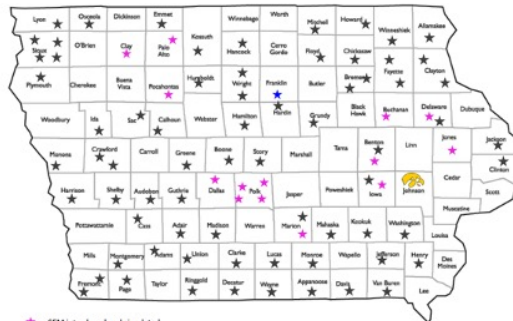 Lyon Osceola Dickinson Emmet Winnebago Worth Mitchell Howard Winneshiek Allamakee
Kossuth
Sioux O'Brien Clay Palo Alto Hancock Cerro Gordo Floyd Chickasaw
Fayette Clayton
Plymouth Cherokee Buena Vista Pocahontas Humboldt Wright Franklin Butler Bremer
Woodbury Ida Sac Calhoun Webster Hamilton Hardin Grundy Black Hawk Buchanan Delaware Dubuque
Monona Crawford Carroll Greene Boone Story Marshall Tama Benton Linn Jones Jackson
Clinton
Harrison Shelby Audubon Guthrie Dallas Polk Jasper Poweshiek Iowa Johnson Cedar Scott
Muscatine
Pottawattamie Cass Adair Madison Warren Marion Mahaska Keokuk Washington Louisa
Mills Montgomery Adams Union Clarke Lucas Monroe Wapello Jefferson Henry Des Moines
Fremont Page Taylor Ringgold Decatur Wayne Appanoose Davis Van Buren Lee